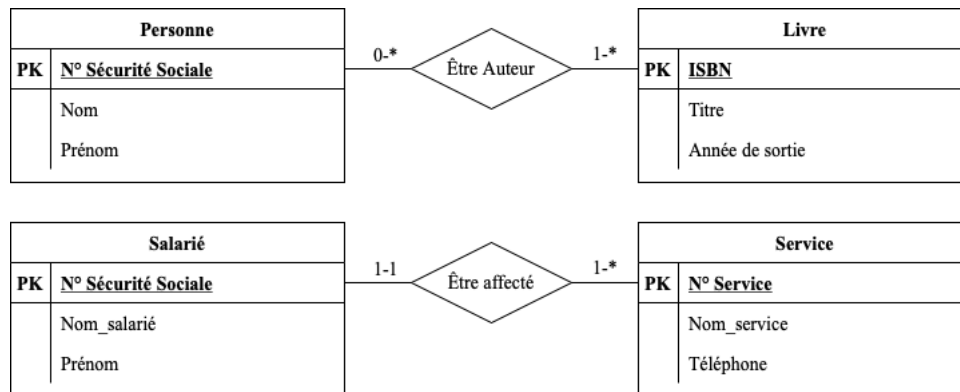 Personne
PK N° Sécurité Sociale
Nom
Prénom
0-*
Être Auteur
1-*
Livre
PK ISBN
Titre
Année de sortie
Salarié
PK N° Sécurité Sociale
Nom_salarié
Prénom
1-1
Être affecté
1-*
Service
PK N° Service
Nom_service
Téléphone